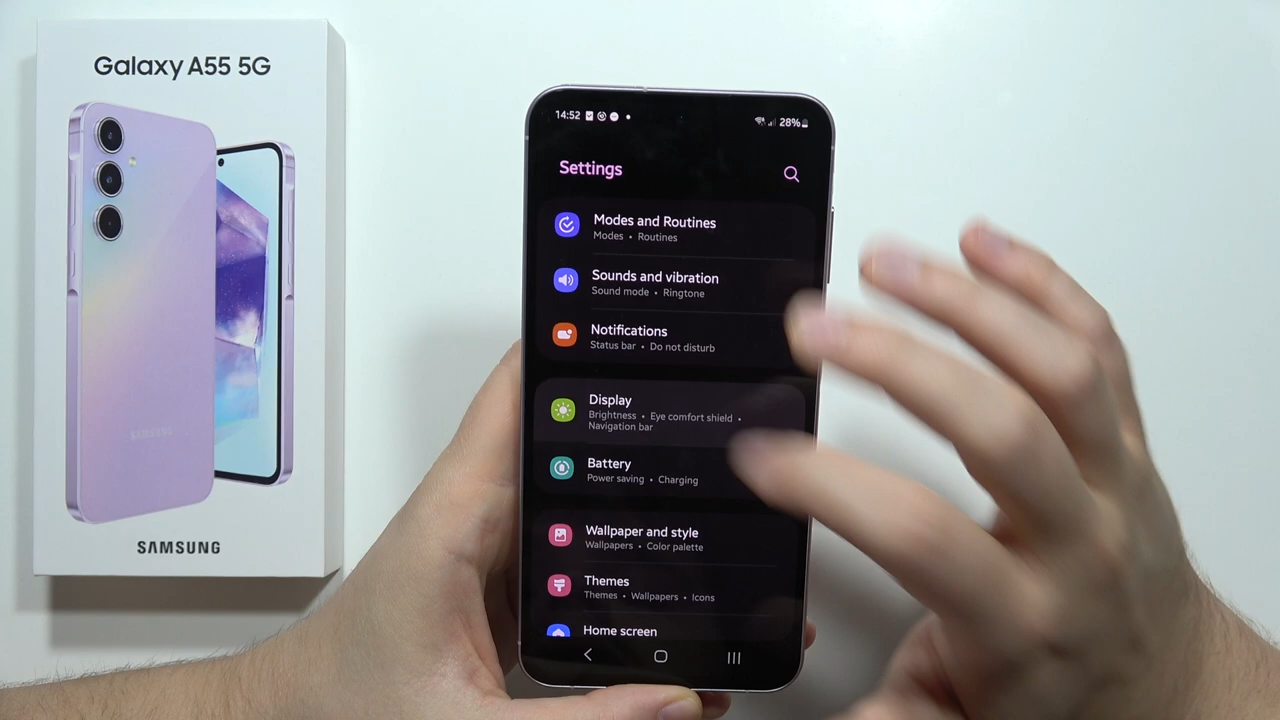 Galaxy A55 5G
SAMSUNG
SAMSUNG
14:52
28%
Settings
Modes and Routines
Modes • Routines
Sounds and vibration
Sound mode • Ringtone
Notifications
Status bar • Do not disturb
Display
Brightness • Eye comfort shield •
Navigation bar
Battery
Power saving • Charging
Wallpaper and style
Wallpapers • Color palette
Themes
Themes • Wallpapers • Icons
Home screen